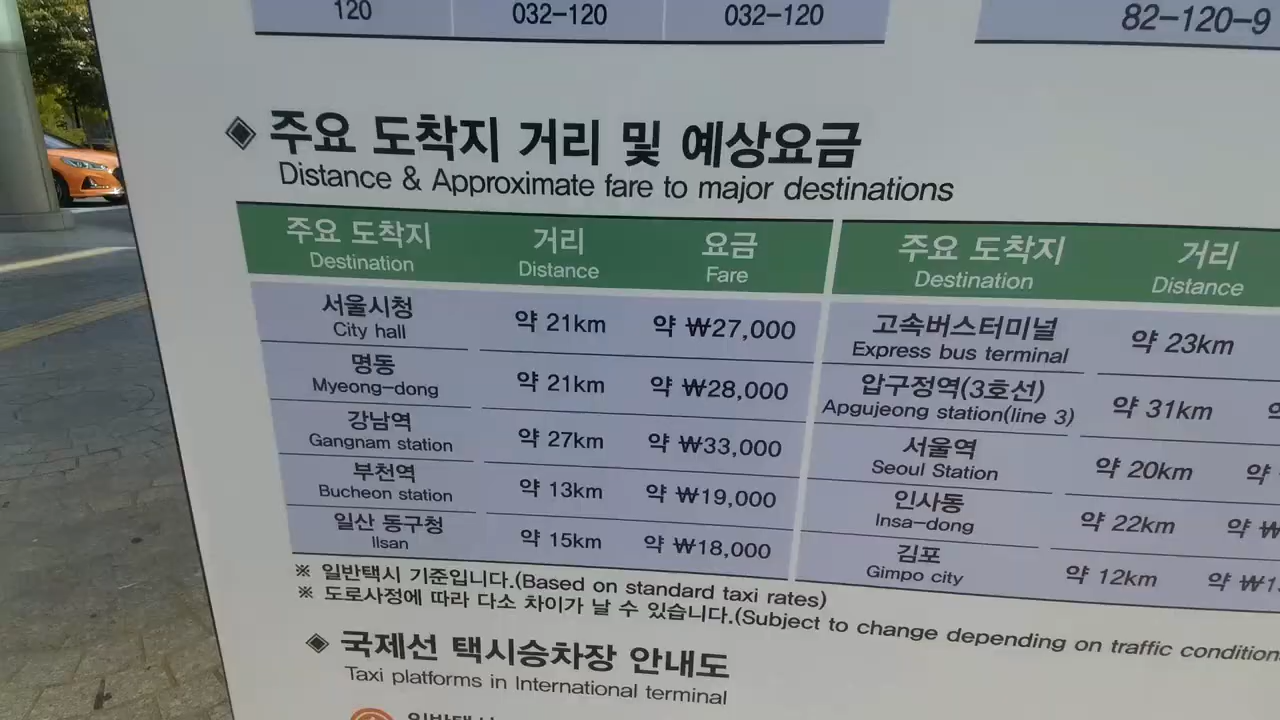 120 032-120 032-120 82-120-9
◈ 주요 도착지 거리 및 예상요금
Distance & Approximate fare to major destinations
주요 도착지 거리 요금 주요 도착지 거리
Destination Distance Fare Destination Distance
서울시청 약 21km 약 ₩27,000 고속버스터미널 약 23km
City hall Express bus terminal
명동 약 21km 약 ₩28,000 압구정역(3호선) 약 31km 약
Myeong-dong Apgujeong station(line 3)
강남역 약 27km 약 ₩33,000 서울역 약 20km 약
Gangnam station Seoul Station
부천역 약 13km 약 ₩19,000 인사동 약 22km 약 ₩
Bucheon station Insa-dong
일산 동구청 약 15km 약 ₩18,000 김포 약 12km 약 ₩1
Ilsan Gimpo city
※ 일반택시 기준입니다.(Based on standard taxi rates)
※ 도로사정에 따라 다소 차이가 날 수 있습니다.(Subject to change depending on traffic condition
◈ 국제선 택시승차장 안내도
Taxi platforms in International terminal